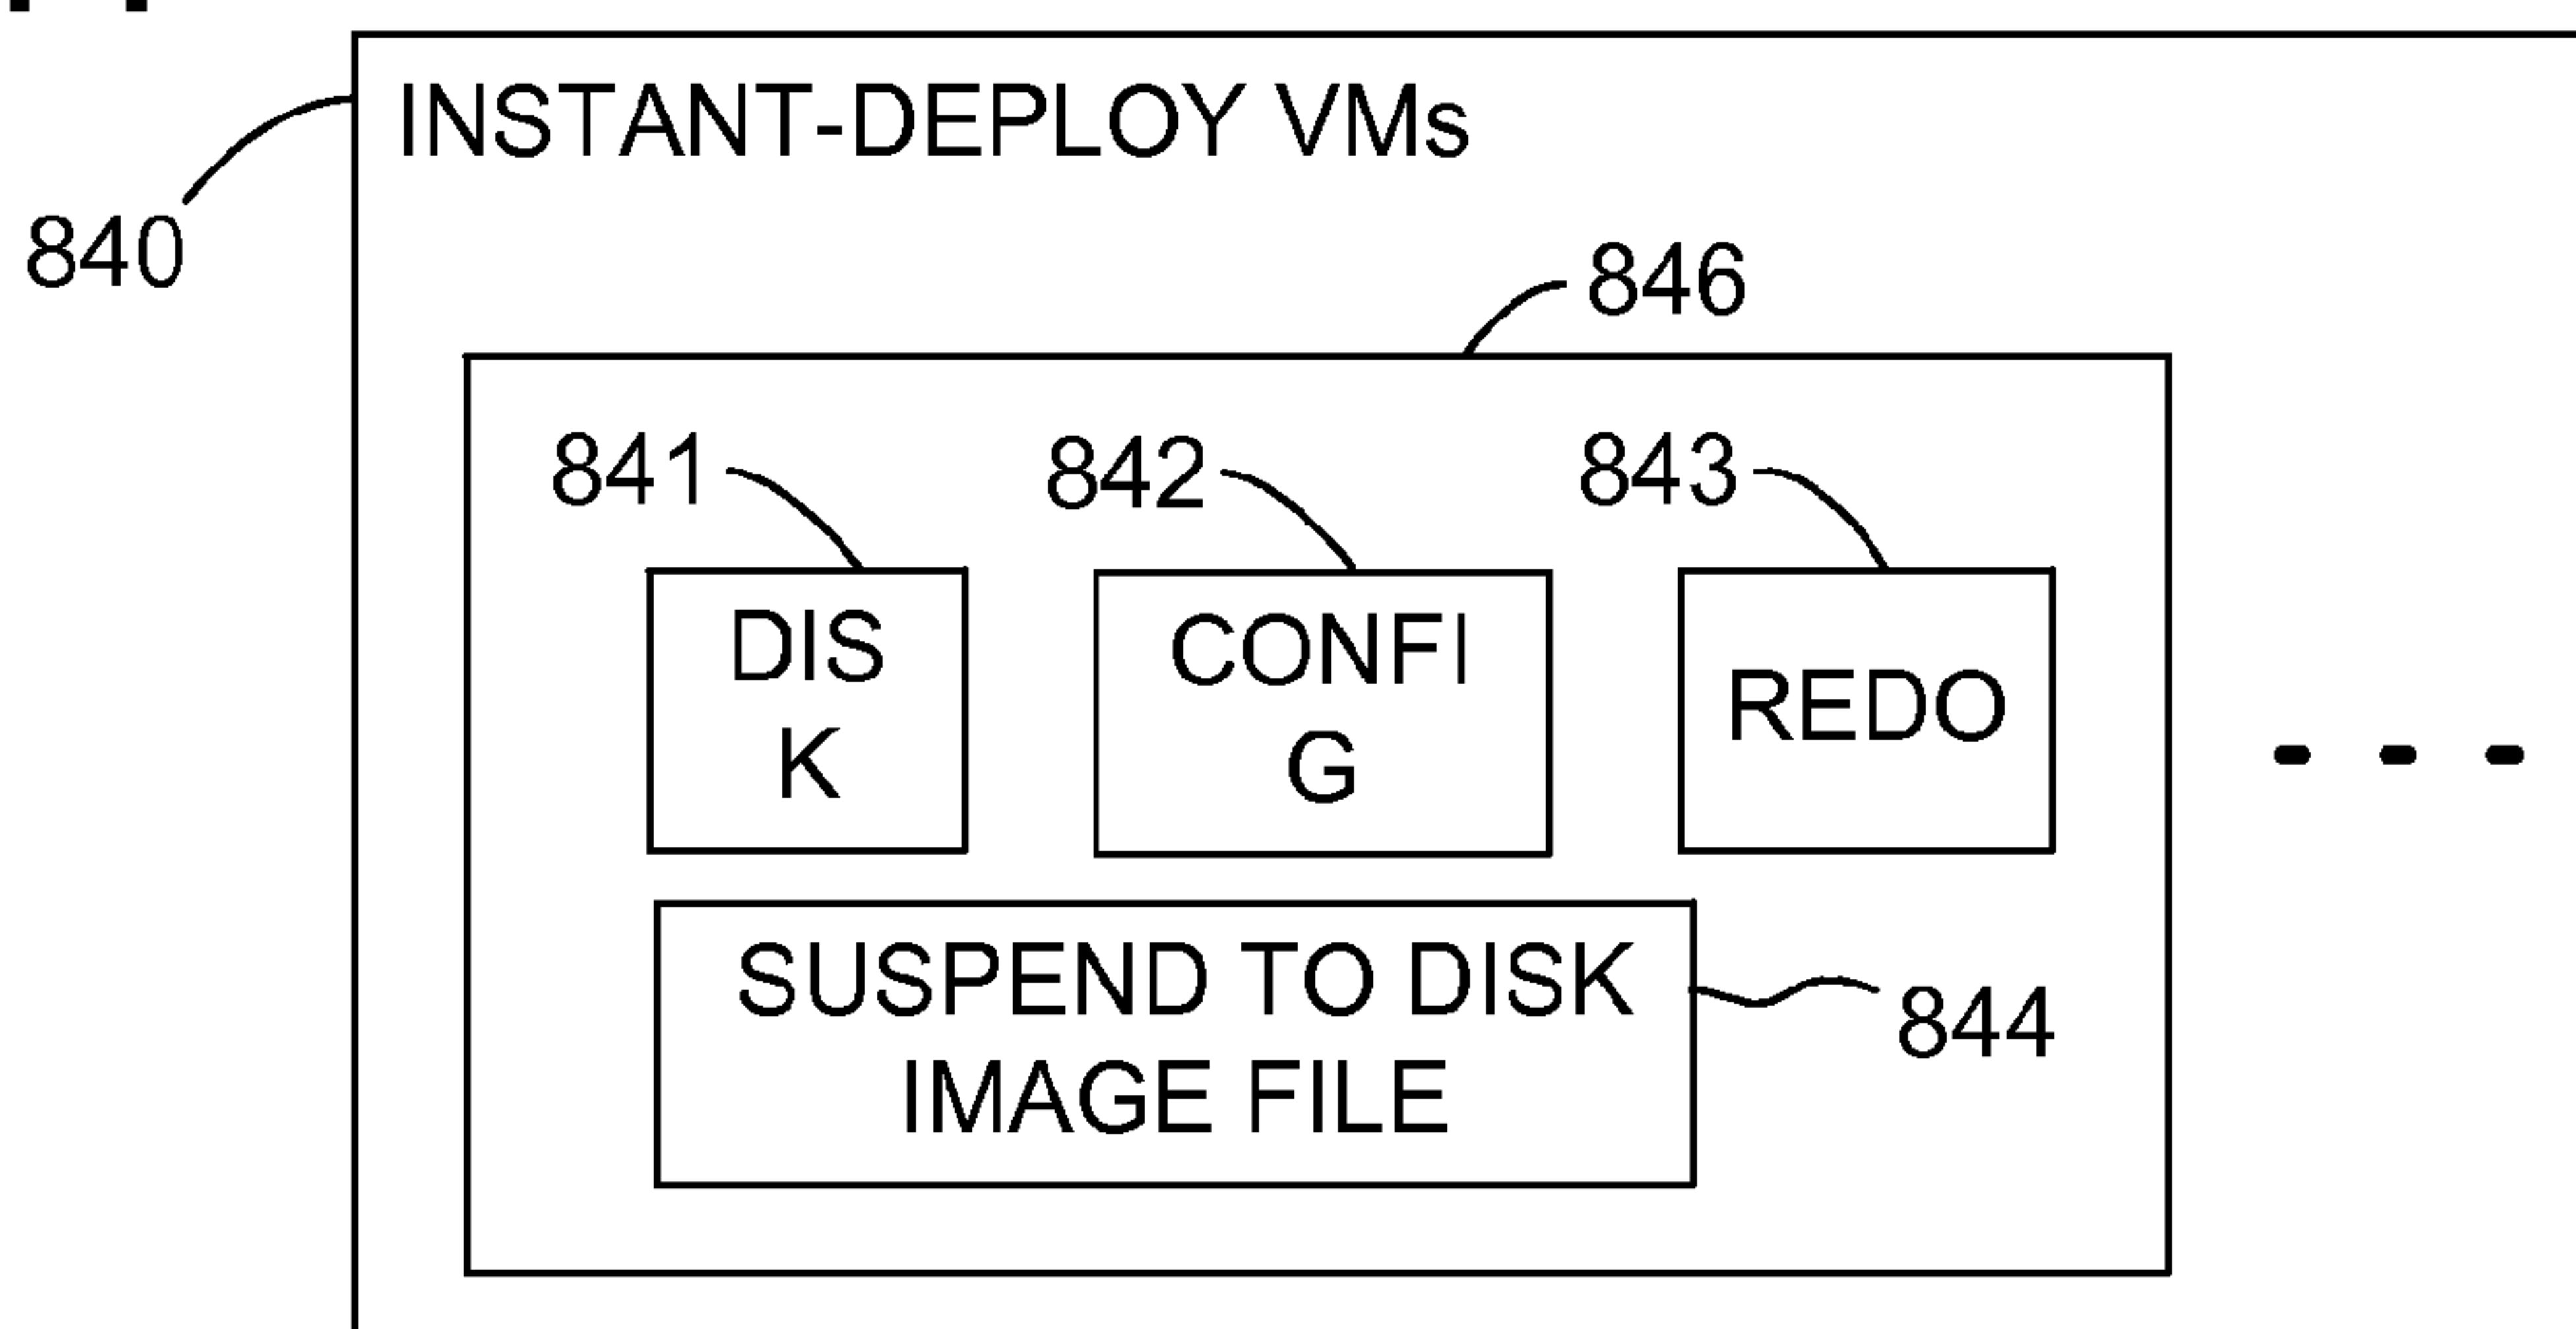 INSTANT-DEPLOY VMs
840
846
841
842
843
DIS
K
CONFI
G
REDO
SUSPEND TO DISK
IMAGE FILE
844